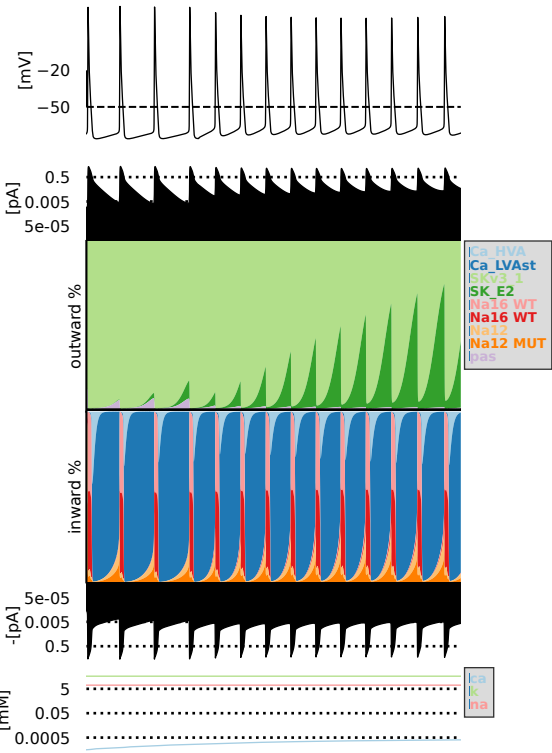 [mV]
−20
−50
[pA]
0.5
0.005
5e-05
outward %
Ca_HVA
Ca_LVAst
SKv3_1
SK_E2
Na16 WT
Na16 WT
Na12
Na12 MUT
pas
inward %
-[pA]
5e-05
0.005
0.5
[mM]
5
0.05
0.0005
ca
k
na